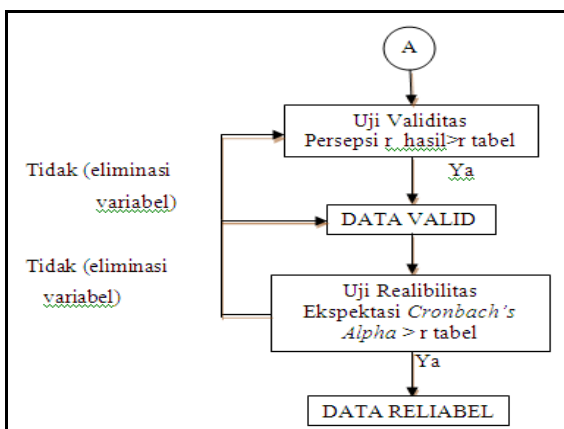 A
Uji Validitas
Persepsi r hasil>r tabel
Tidak (eliminasi
variabel)
Ya
DATA VALID
Tidak (eliminasi
variabel)
Uji Realibilitas
Ekspektasi Cronbach's
Alpha > r tabel
Ya
DATA RELIABEL